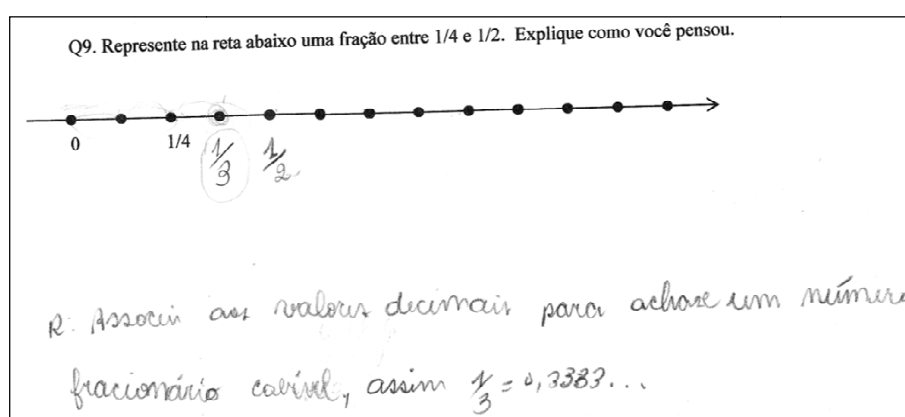 Q9. Represente na reta abaixo uma fração entre 1/4 e 1/2. Explique como você pensou.
0 1/4 1/3 1/2
R: Associei aos valores decimais para achar um número
fracionário cabível, assim 1/3 = 0,3333...